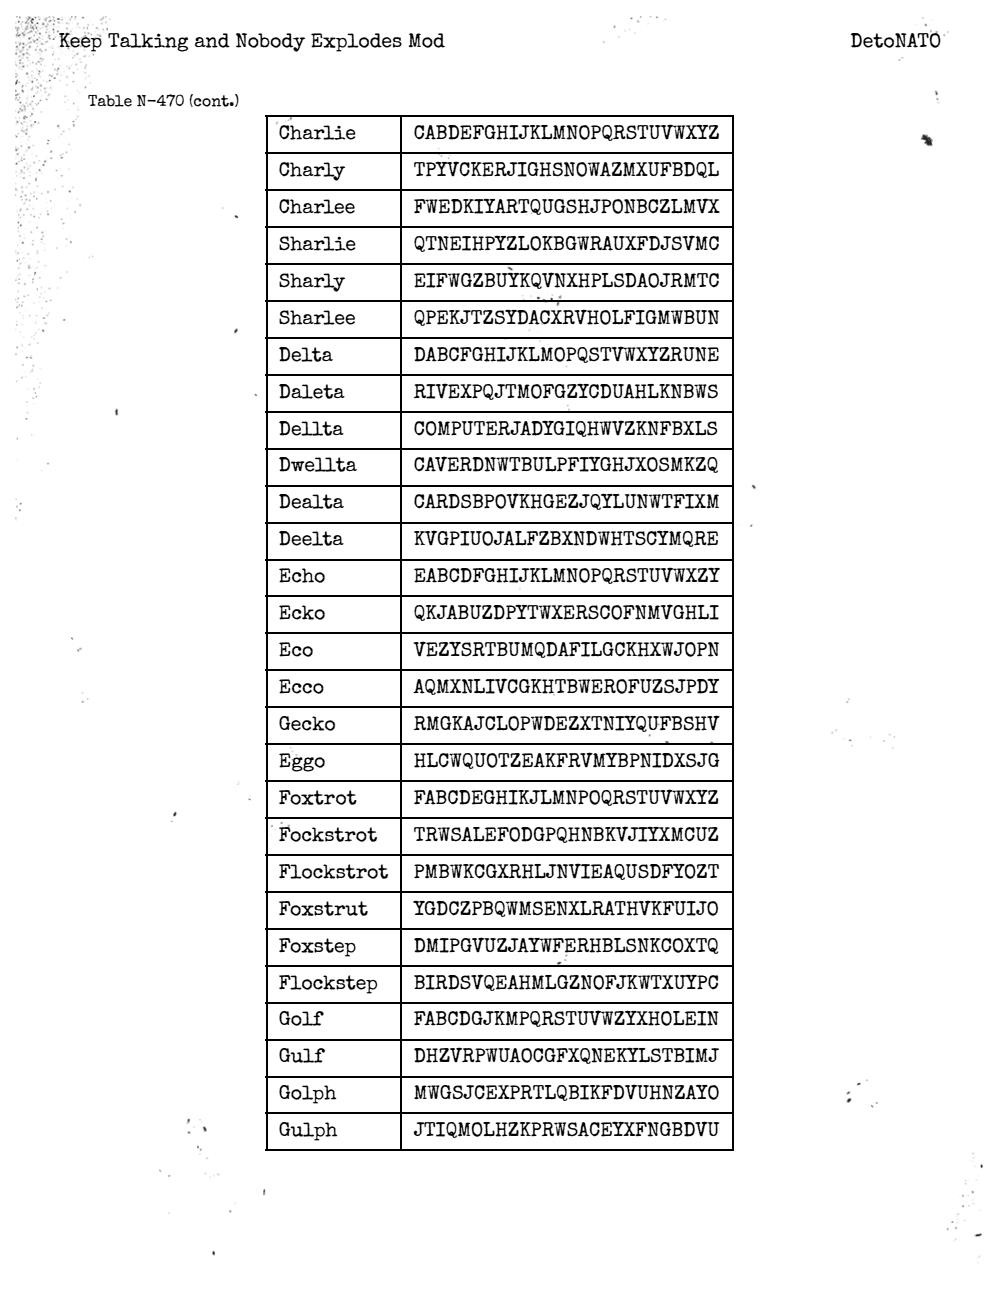 Keep Talking and Nobody Explodes Mod
DetoNATO
Table N-470 (cont.)
Charlie CABDEFGHIJKLMNOPQRSTUVWXYZ
Charly TPYVCKERJIGHSNOWAZMXUFBDQL
Charlee FWEDKIYARTQUGSHJPONBCZLMVX
Sharlie QTNEIHPYZLOKBGWRAUXFDJSVMC
Sharly EIFWGZBUYKQVNXHPLSDAOJRMTC
Sharlee QPEKJTZSYDACXRVHOLFIGMWBUN
Delta DABCFGHIJKLMOPQSTVWXYZRUNE
Daleta RIVEXPQJTMOFGZYCDUAHLKNBWS
Dellta COMPUTERJADYGIQHWVZKNFBXLS
Dwellta CAVERDNWTBULPFIYGHJXOSMKZQ
Dealta CARDSBPOVKHGEZJQYLUNWTFIXM
Deelta KVGPIUOJALFZBXNDWHTSCYMQRE
Echo EABCDFGHIJKLMNOPQRSTUVWXZY
Ecko QKJABUZDPYTWXERSCOFNMVGHLI
Eco VEZYSRTBUMQDAFILGCKHXWJOPN
Ecco AQMXNLIVCGKHTBWEROFUZSJPDY
Gecko RMGKAJCLOPWDEZXTNIYQUFBSHV
Eggo HLCWQUOTZEAKFRVMYBPNIDXSJG
Foxtrot FABCDEGHIKJLMNPOQRSTUVWXYZ
Fockstrot TRWSALEFODGPQHNBKVJIYXMCUZ
Flockstrot PMBWKCGXRHLJNVIEAQUSDFYOZT
Foxstrut YGDCZPBQWMSENXLRATHVKFUIJO
Foxstep DMIPGVUZJAYWFERHBLSNKCOXTQ
Flockstep BIRDSVQEAHMLGZNOFJKWTXUYPC
Golf FABCDGJKMPQRSTUVWZYXHOLEIN
Gulf DHZVRPWUAOCGFXQNEKYLSTBIMJ
Golph MWGSJCEXPRTLQBIKFDVUHNZAYO
Gulph JTIQMOLHZKPRWSACEYXFNGBDVU